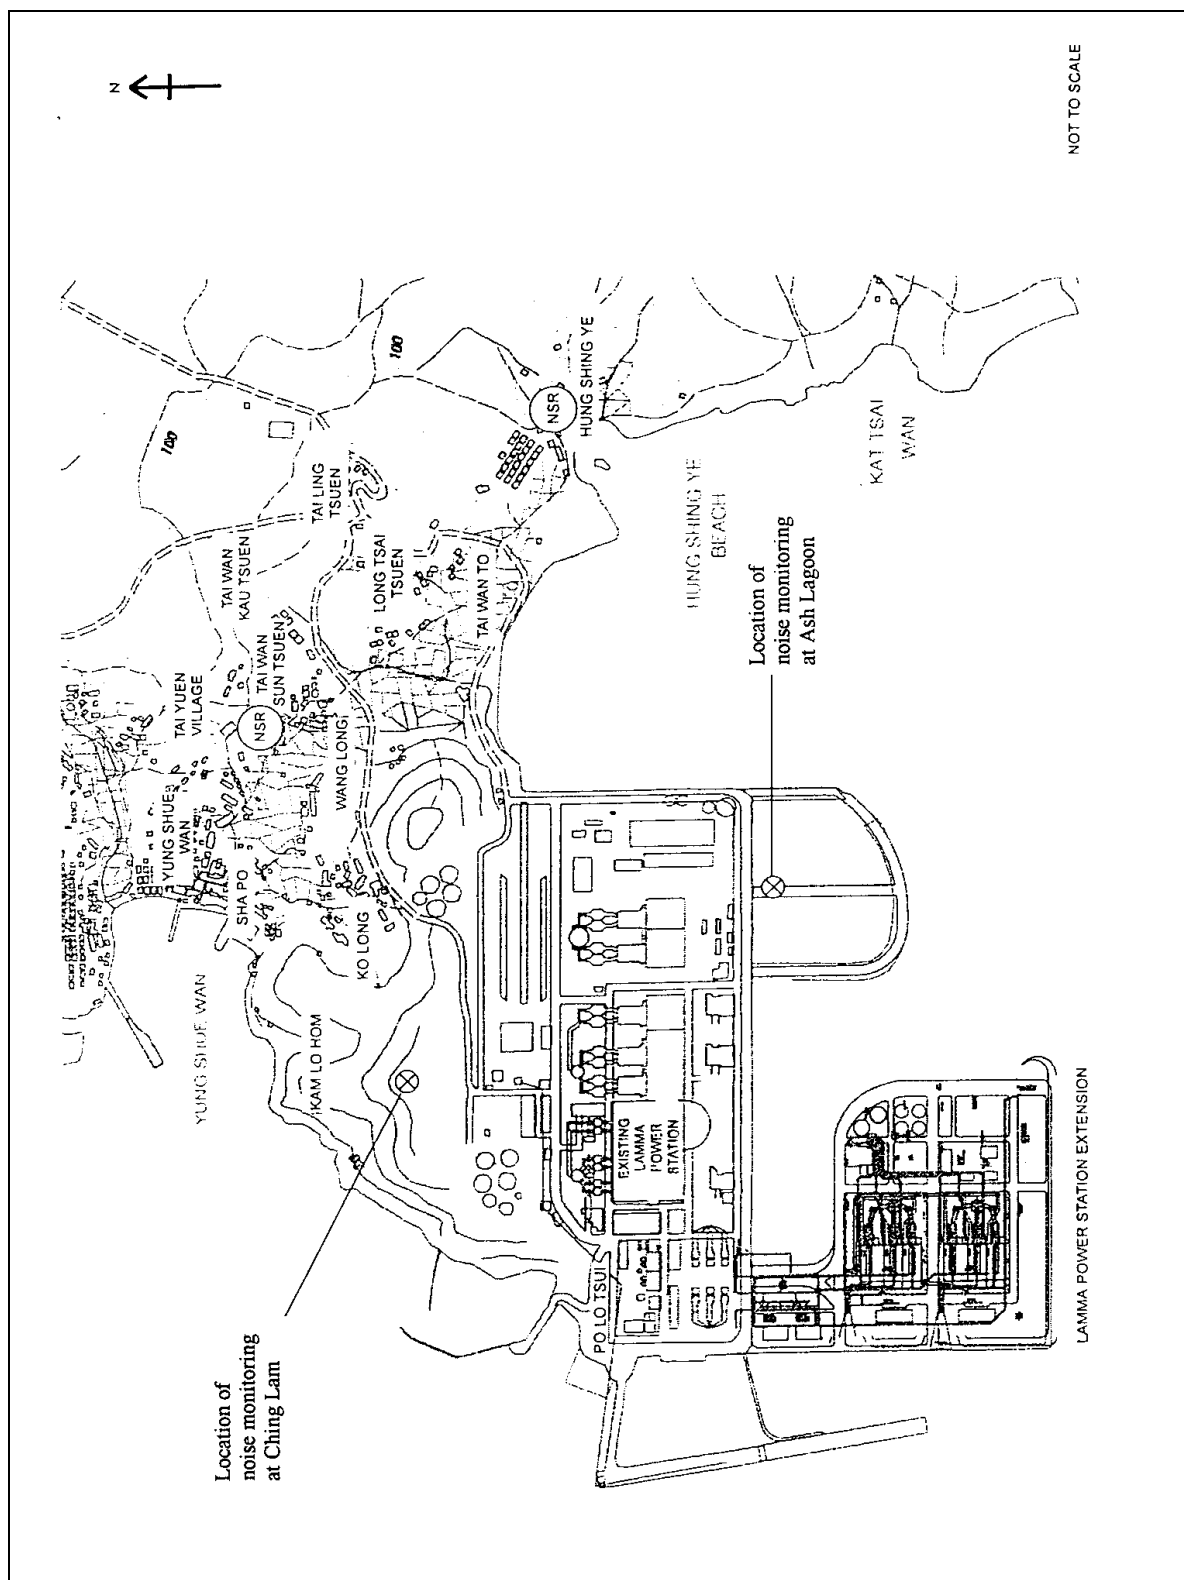 N
NOT TO SCALE
100
100
TAI LING
TSUEN
TAI WAN
KAU TSUEN
TAI YUEN
VILLAGE
TAI WAN
SUN TSUEN
NSR
LONG TSAI
TSUEN
TAI WAN TO
NSR
HUNG SHING YE
HUNG SHING YE
BEACH
KAT TSAI
WAN
YUNG SHUE
WAN
WANG LONG
SHA PO
KO LONG
YUNG SHUE WAN
KAM LO HOM
Location of
noise monitoring
at Ash Lagoon
EXISTING
LAMMA
POWER
STATION
PO LO TSUI
Location of
noise monitoring
at Ching Lam
LAMMA POWER STATION EXTENSION